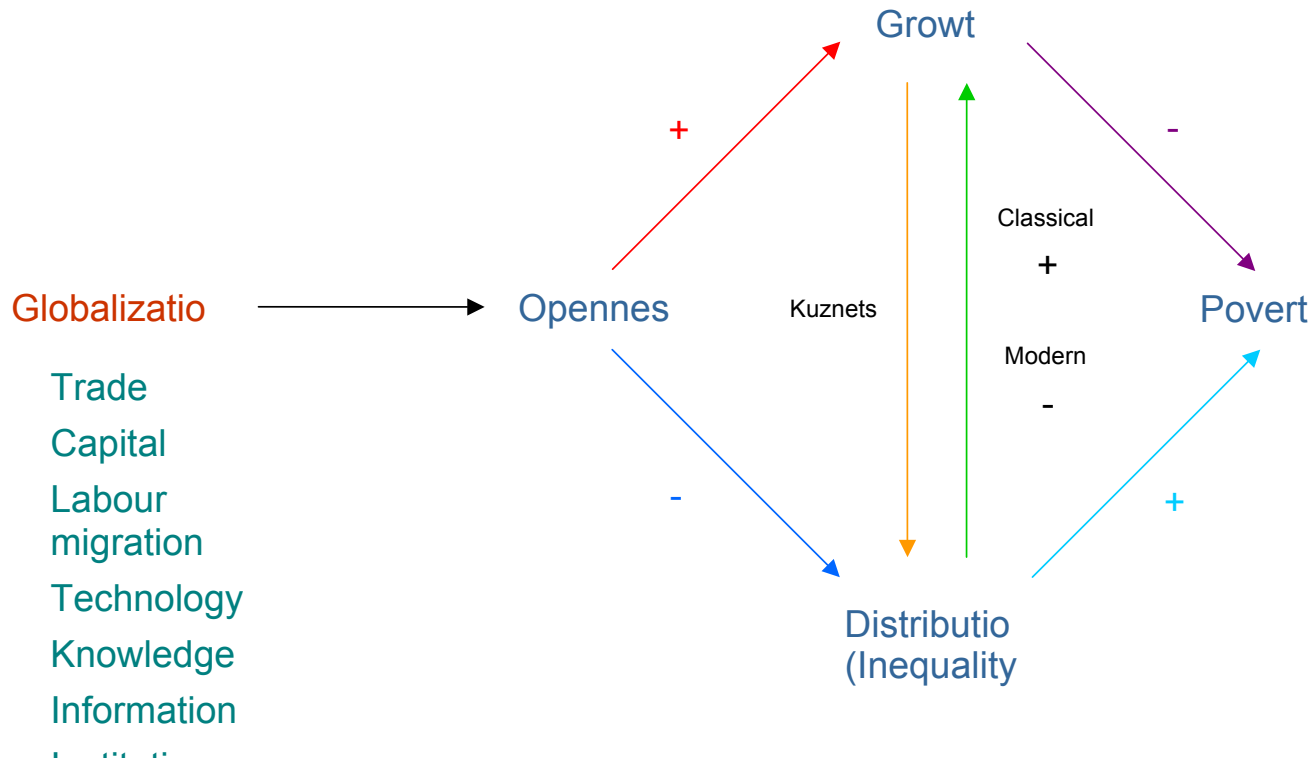 Growt
+
-
Classical
+
Globalizatio
Opennes
Kuznets
Povert
Modern
-
Trade
Capital
Labour
migration
-
+
Technology
Knowledge
Information
Distributio
(Inequality